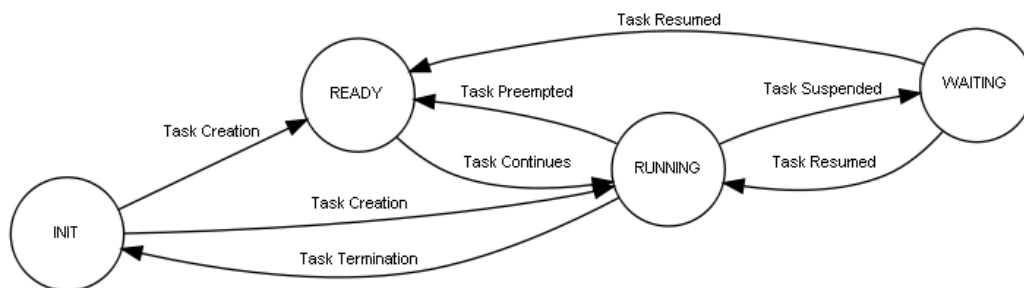 Task Resumed
READY
Task Preempted
Task Suspended
WAITING
Task Creation
Task Continues
RUNNING
Task Resumed
Task Creation
INIT
Task Termination